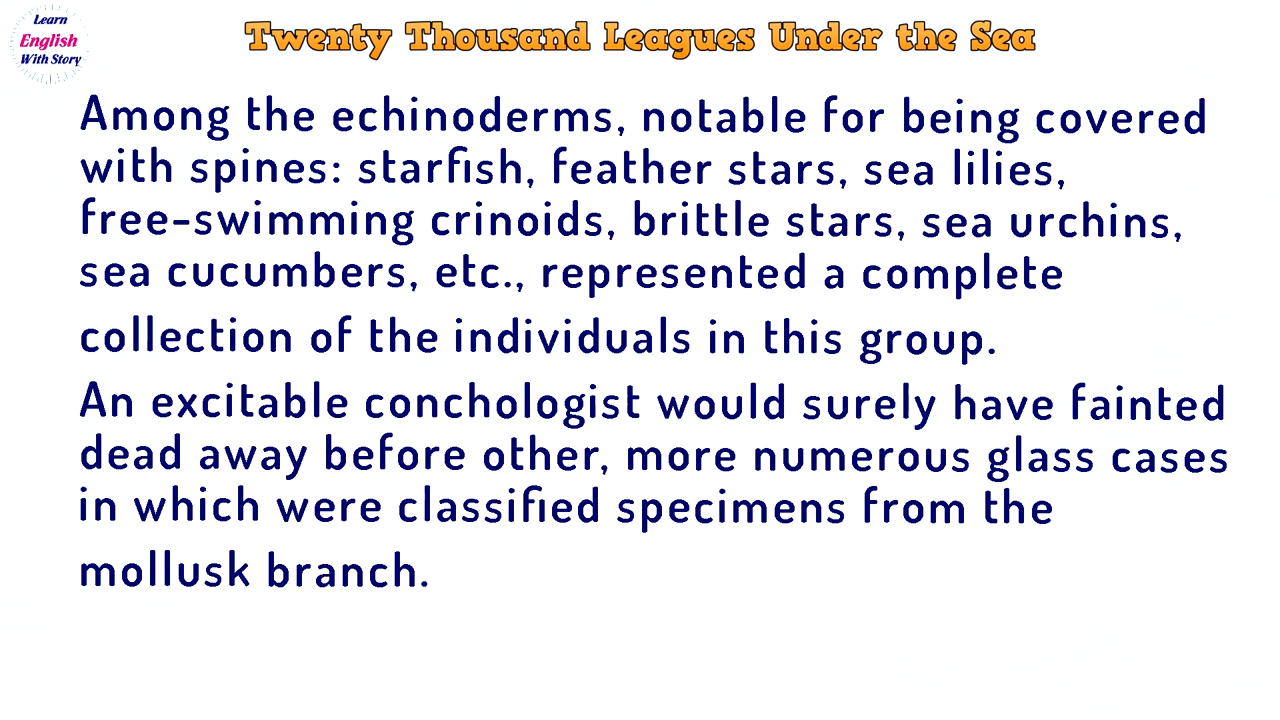 Learn
English
With Story
Twenty Thousand Leagues Under the Sea
Among the echinoderms, notable for being covered
with spines: starfish, feather stars, sea lilies,
free-swimming crinoids, brittle stars, sea urchins,
sea cucumbers, etc., represented a complete
collection of the individuals in this group.
An excitable conchologist would surely have fainted
dead away before other, more numerous glass cases
in which were classified specimens from the
mollusk branch.